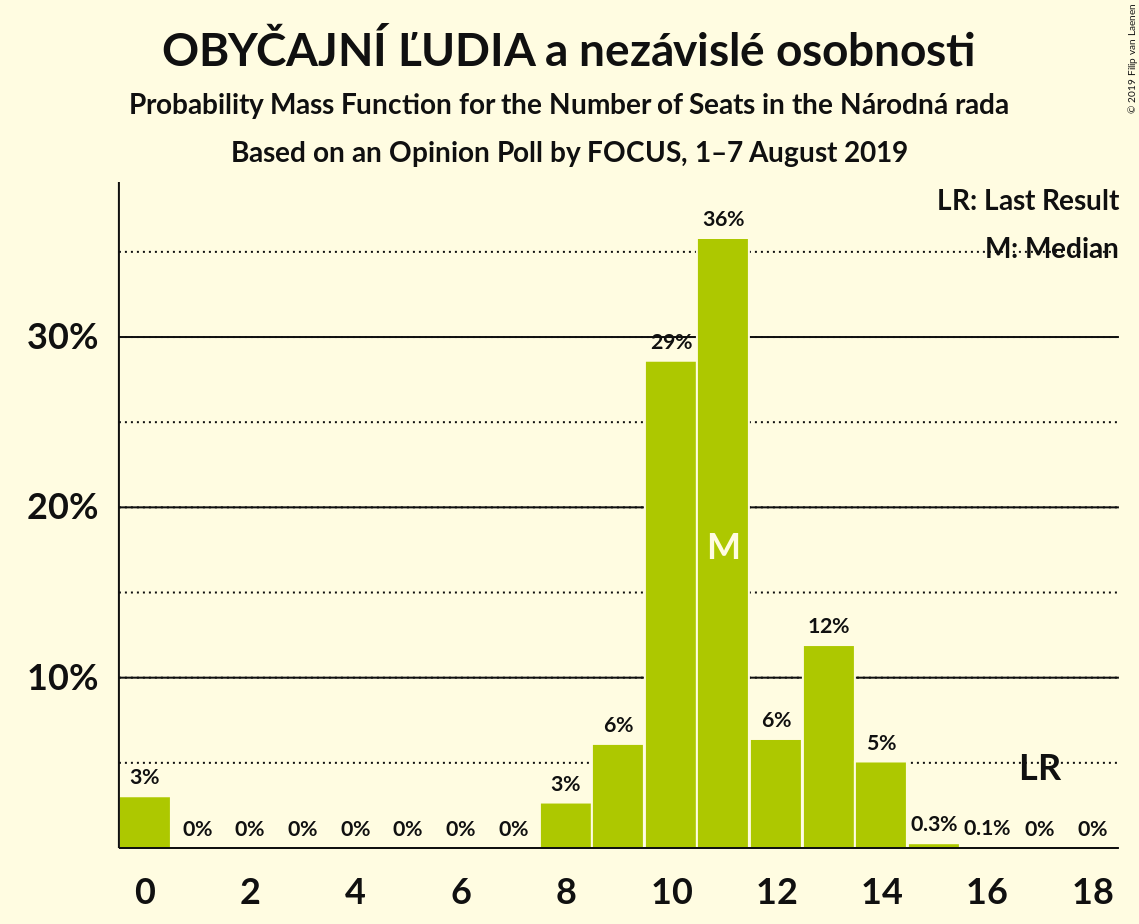 OBYČAJNÍ ĽUDIA a nezávislé osobnosti
Probability Mass Function for the Number of Seats in the Národná rada
Based on an Opinion Poll by FOCUS, 1–7 August 2019
© 2019 Filip van Laenen
LR: Last Result
M: Median
36%
30%
29%
20%
M
12%
10%
6%
6%
5%
LR
3%
3%
0%
0%
0%
0%
0%
0%
0%
0.3%
0.1%
0%
0%
0 2 4 6 8 10 12 14 16 18